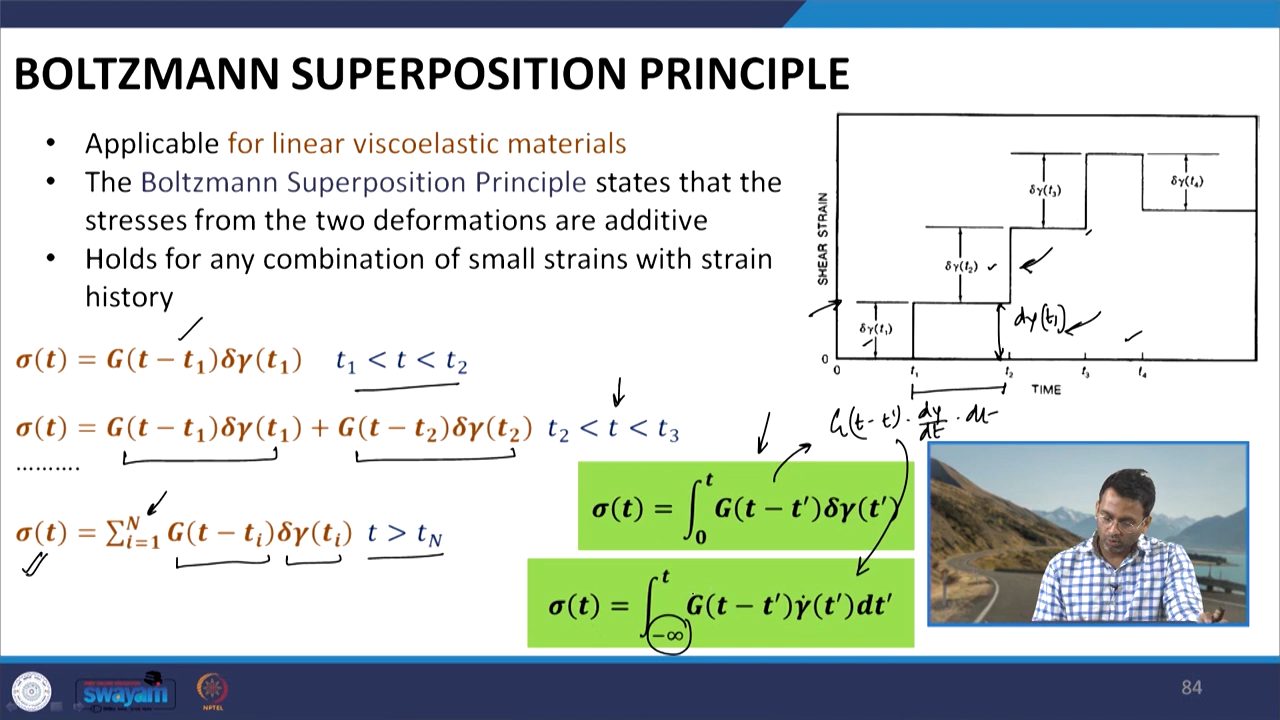 BOLTZMANN SUPERPOSITION PRINCIPLE
• Applicable for linear viscoelastic materials
• The Boltzmann Superposition Principle states that the
stresses from the two deformations are additive
• Holds for any combination of small strains with strain
history
σ(t) = G(t − t₁)δγ(t₁) t₁ < t < t₂
σ(t) = G(t − t₁)δγ(t₁) + G(t − t₂)δγ(t₂) t₂ < t < t₃
..........
σ(t) = ∑ᵢ₌₁ᴺ G(t − tᵢ)δγ(tᵢ) t > t_N
SHEAR STRAIN
δγ(t₁)
δγ(t₂)
δγ(t₃)
δγ(t₄)
dγ(t₁)
0
0 t₁ t₂ t₃ t₄
TIME
G(t-t') · dγ/dt · dt
σ(t) = ∫₀ᵗ G(t − t')δγ(t')
σ(t) = ∫₋∞ᵗ G(t − t')γ̇(t')dt'
swayam
NPTEL
84